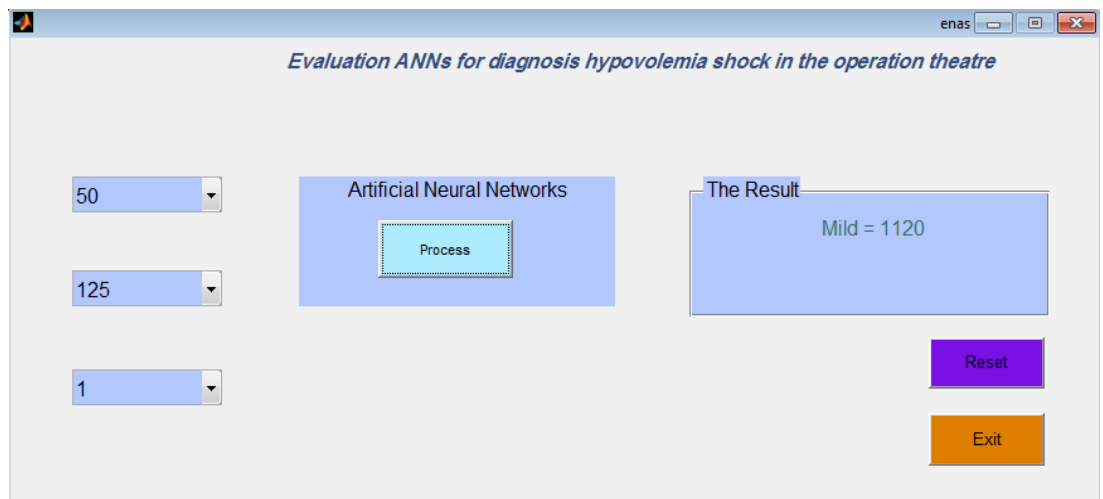 enas
Evaluation ANNs for diagnosis hypovolemia shock in the operation theatre
50
Artificial Neural Networks
The Result
Process
Mild = 1120
125
1
Reset
Exit